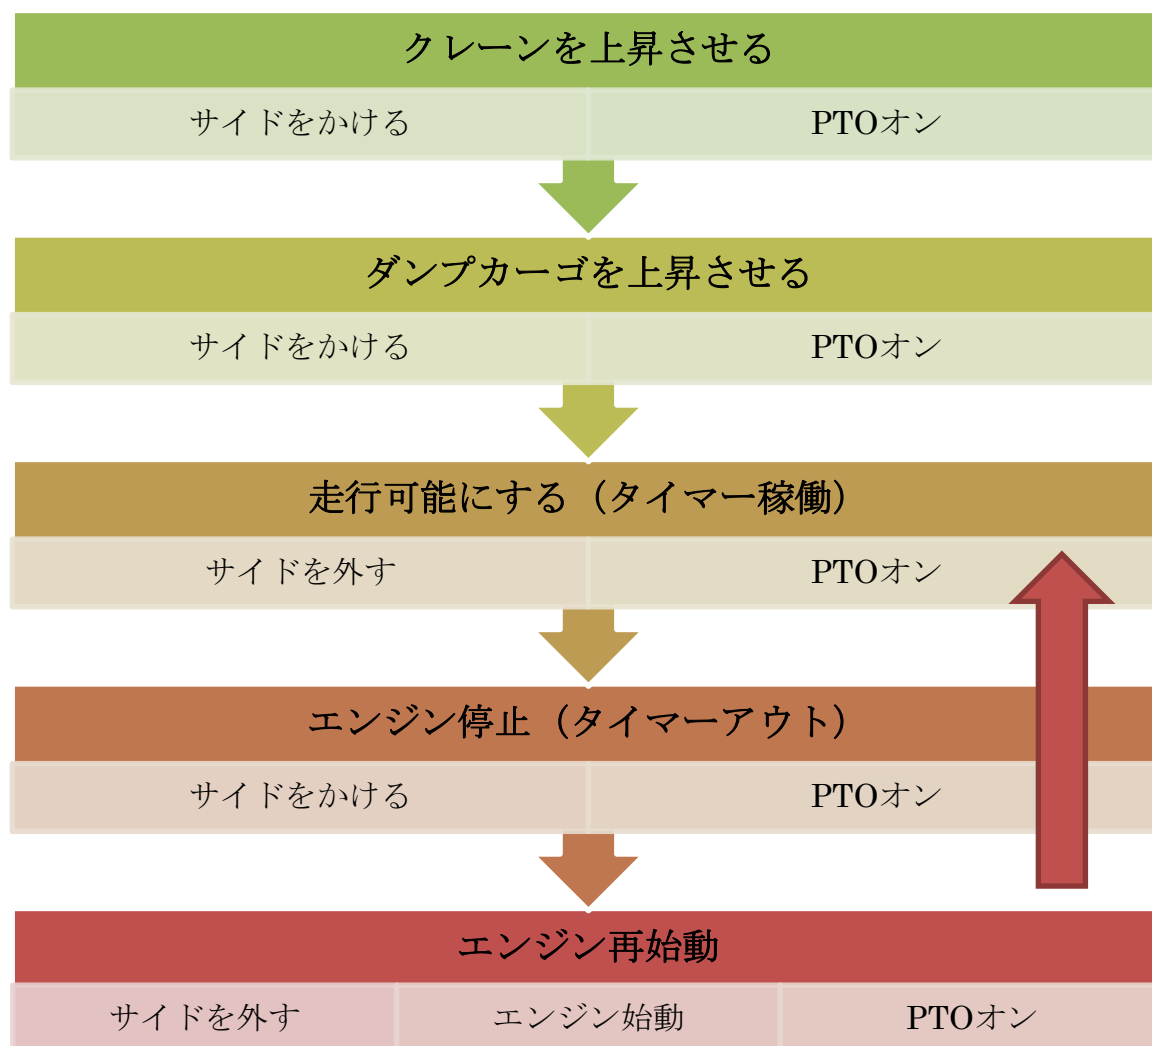 クレーンを上昇させる
サイドをかける PTOオン
ダンプカーゴを上昇させる
サイドをかける PTOオン
走行可能にする（タイマー稼働）
サイドを外す PTOオン
エンジン停止（タイマーアウト）
サイドをかける PTOオン
エンジン再始動
サイドを外す エンジン始動 PTOオン